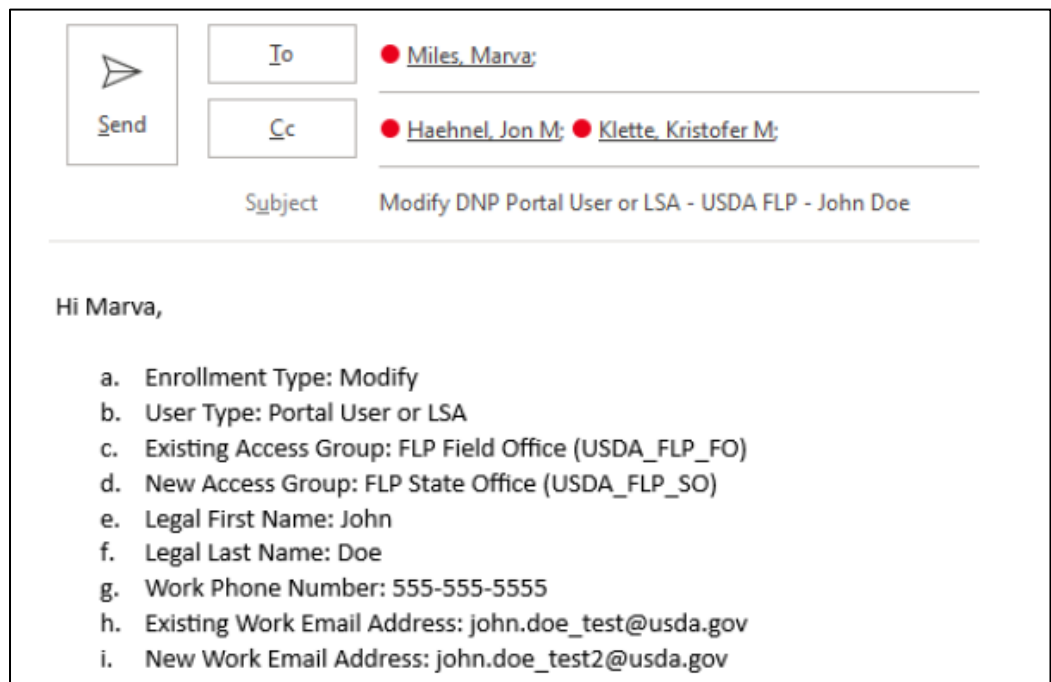 To
Miles, Marva;
Send
Cc
Haehnel, Jon M; Klette, Kristofer M;
Subject
Modify DNP Portal User or LSA - USDA FLP - John Doe
Hi Marva,
a. Enrollment Type: Modify
b. User Type: Portal User or LSA
c. Existing Access Group: FLP Field Office (USDA_FLP_FO)
d. New Access Group: FLP State Office (USDA_FLP_SO)
e. Legal First Name: John
f. Legal Last Name: Doe
g. Work Phone Number: 555-555-5555
h. Existing Work Email Address: john.doe_test@usda.gov
i. New Work Email Address: john.doe_test2@usda.gov